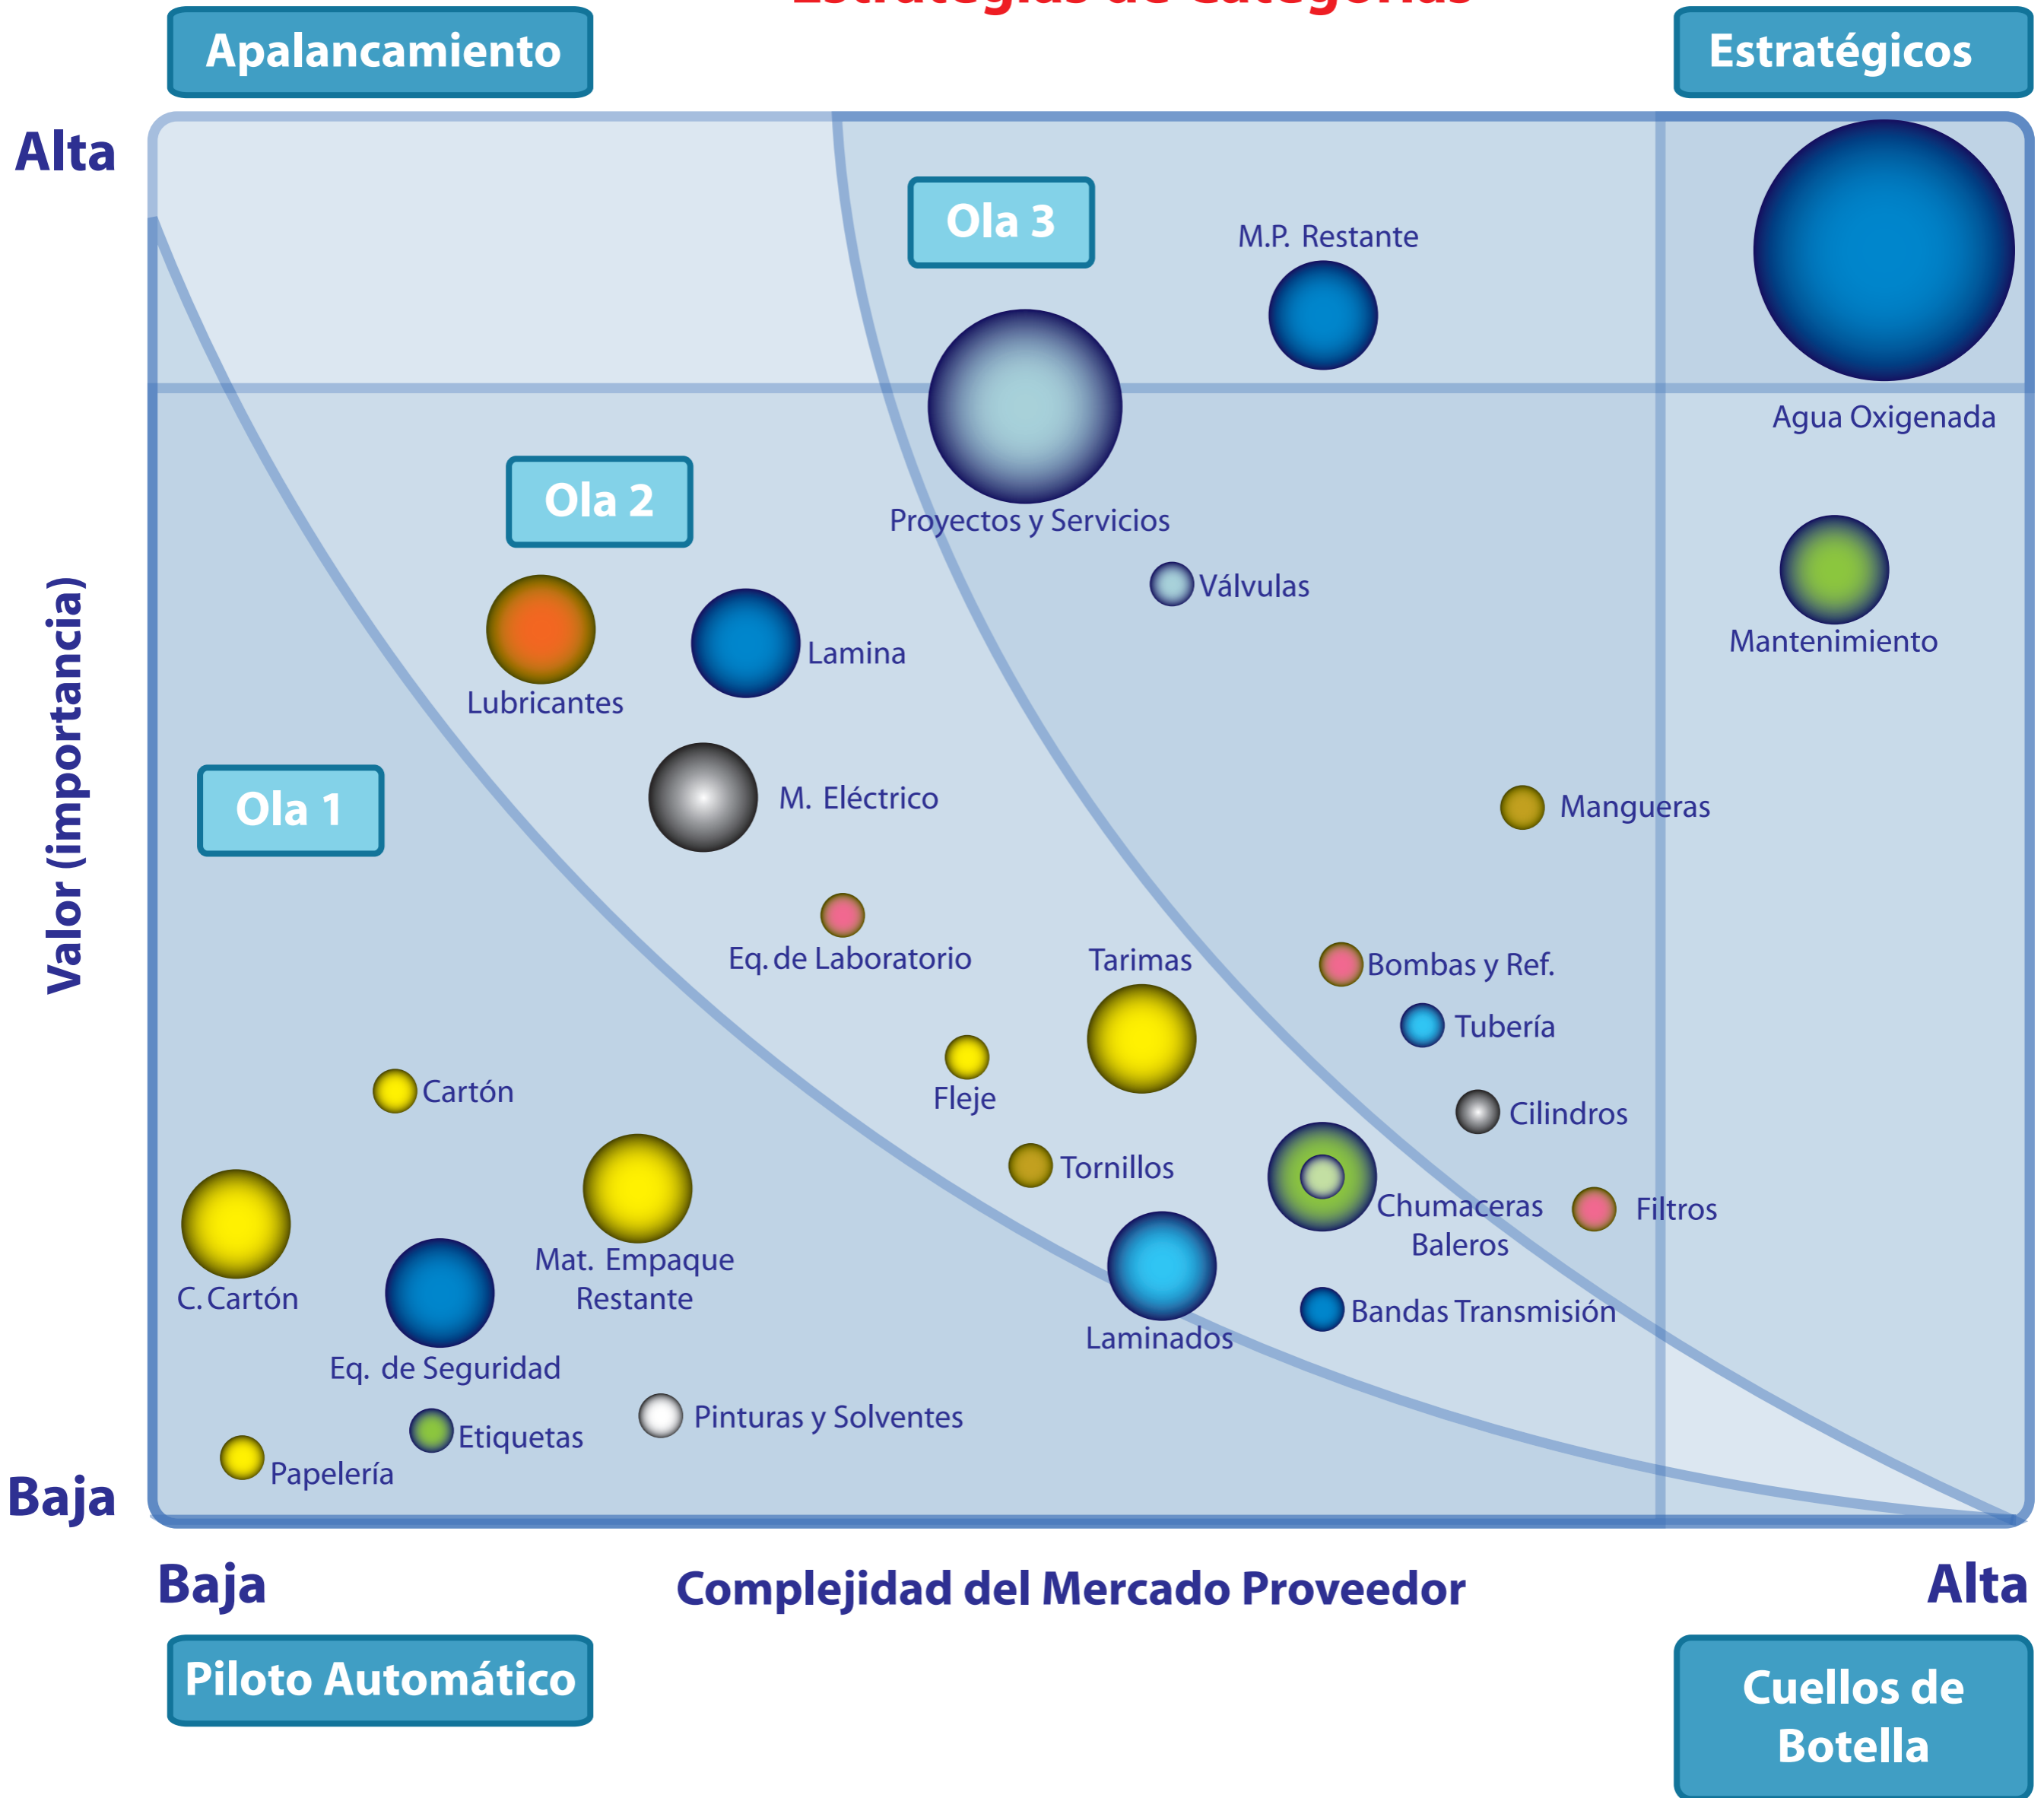 Estrategias de Categorías
Apalancamiento
Estratégicos
Alta
Ola 3
M.P. Restante
Agua Oxigenada
Ola 2
Proyectos y Servicios
Válvulas
Mantenimiento
Lamina
Lubricantes
Valor (importancia)
Ola 1
M. Eléctrico
Mangueras
Eq. de Laboratorio
Tarimas
Bombas y Ref.
Tubería
Cartón
Fleje
Cilindros
Tornillos
Chumaceras
Baleros
Filtros
Mat. Empaque
Restante
C. Cartón
Bandas Transmisión
Laminados
Eq. de Seguridad
Pinturas y Solventes
Etiquetas
Papelería
Baja
Baja
Complejidad del Mercado Proveedor
Alta
Piloto Automático
Cuellos de
Botella